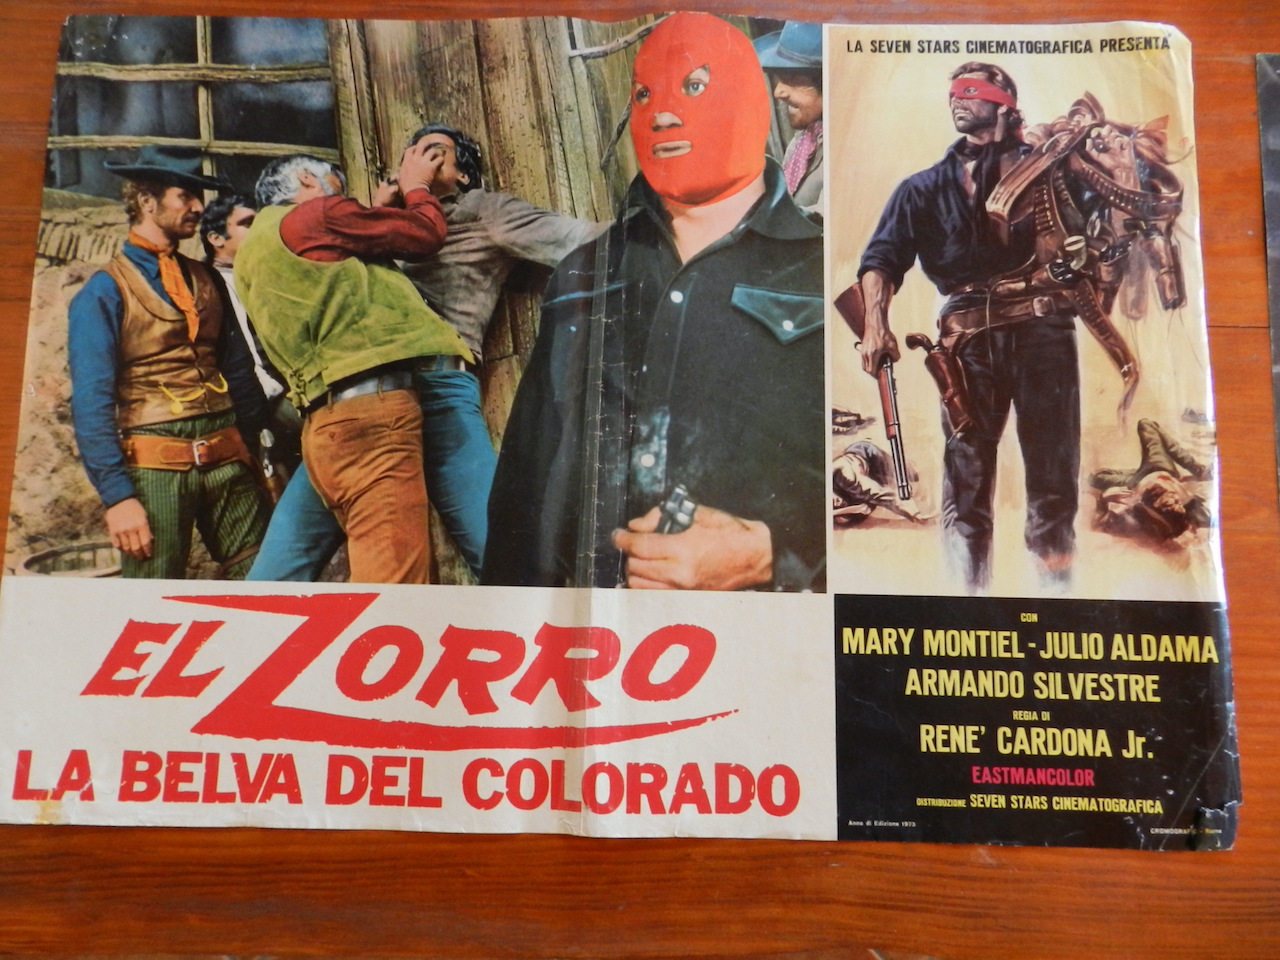 LA SEVEN STARS CINEMATOGRAFICA PRESENTA
EL ZORRO
LA BELVA DEL COLORADO
CON
MARY MONTIEL - JULIO ALDAMA
ARMANDO SILVESTRE
REGIA DI
RENE' CARDONA Jr.
EASTMANCOLOR
DISTRIBUZIONE SEVEN STARS CINEMATOGRAFICA
Anno di Edizione 1973